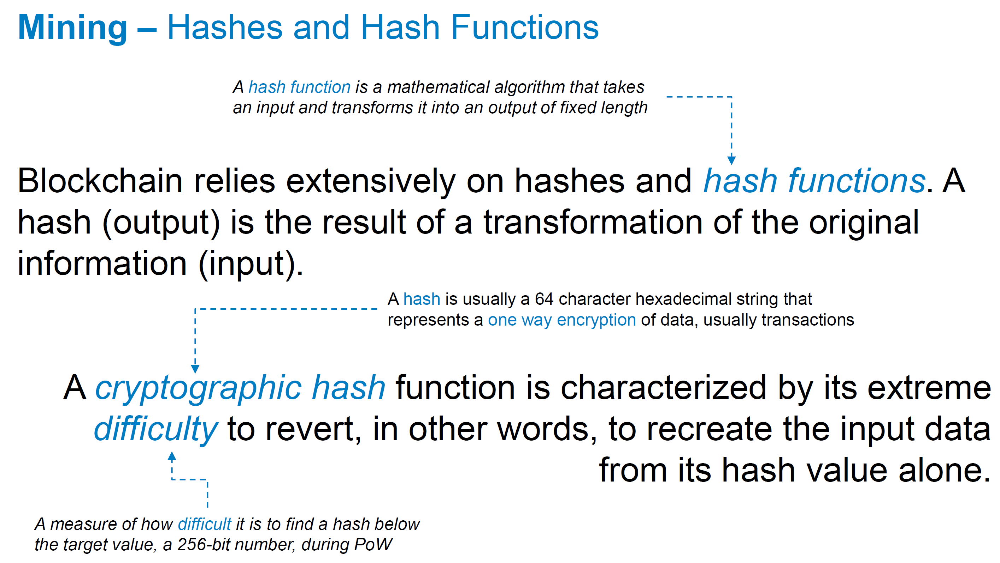 Mining – Hashes and Hash Functions
A hash function is a mathematical algorithm that takes
an input and transforms it into an output of fixed length
Blockchain relies extensively on hashes and hash functions. A
hash (output) is the result of a transformation of the original
information (input).
A hash is usually a 64 character hexadecimal string that
represents a one way encryption of data, usually transactions
A cryptographic hash function is characterized by its extreme
difficulty to revert, in other words, to recreate the input data
from its hash value alone.
A measure of how difficult it is to find a hash below
the target value, a 256-bit number, during PoW